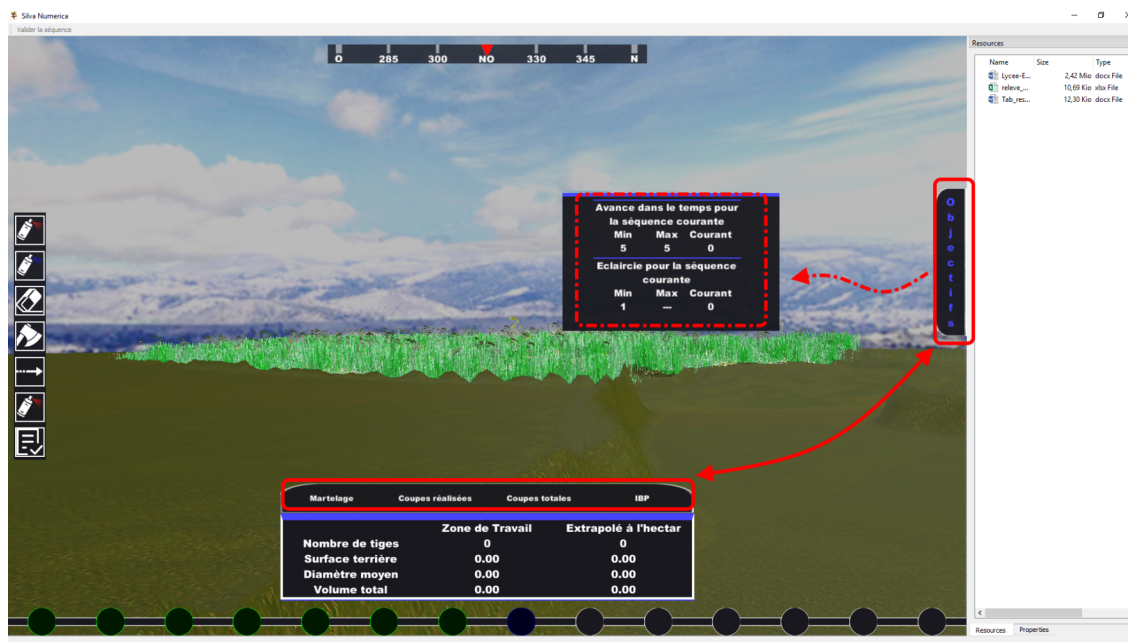 Silva Numerica
Valider la séquence
O 285 300 NO 330 345 N
Resources
Name Size Type
Lycee-E... 2,42 Mio docx File
releve_... 10,69 Kio xlsx File
Tab_res... 12,30 Kio docx File
Avance dans le temps pour
la séquence courante
Min Max Courant
5 5 0
Eclaircie pour la séquence
courante
Min Max Courant
1 --- 0
Objectifs
Martelage Coupes réalisées Coupes totales IBP
Zone de Travail Extrapolé à l'hectar
Nombre de tiges 0 0
Surface terrière 0.00 0.00
Diamètre moyen 0.00 0.00
Volume total 0.00 0.00
Resources Properties